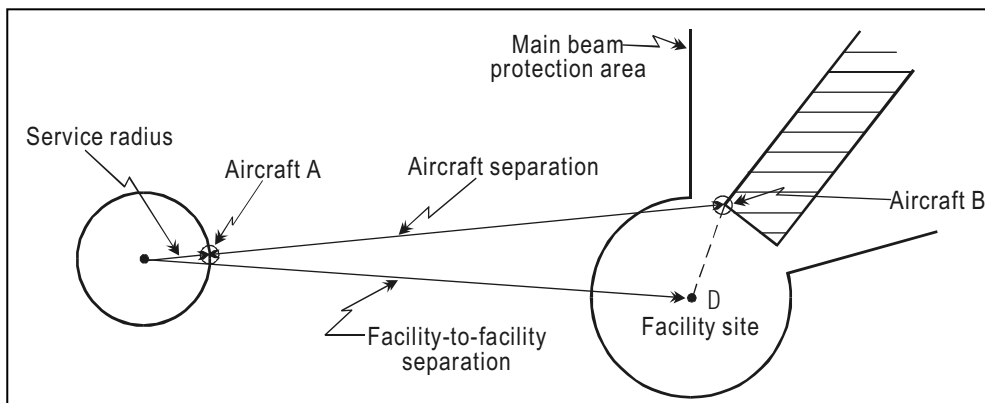 Main beam
protection area
Service radius
Aircraft A
Aircraft separation
Aircraft B
D
Facility site
Facility-to-facility
separation